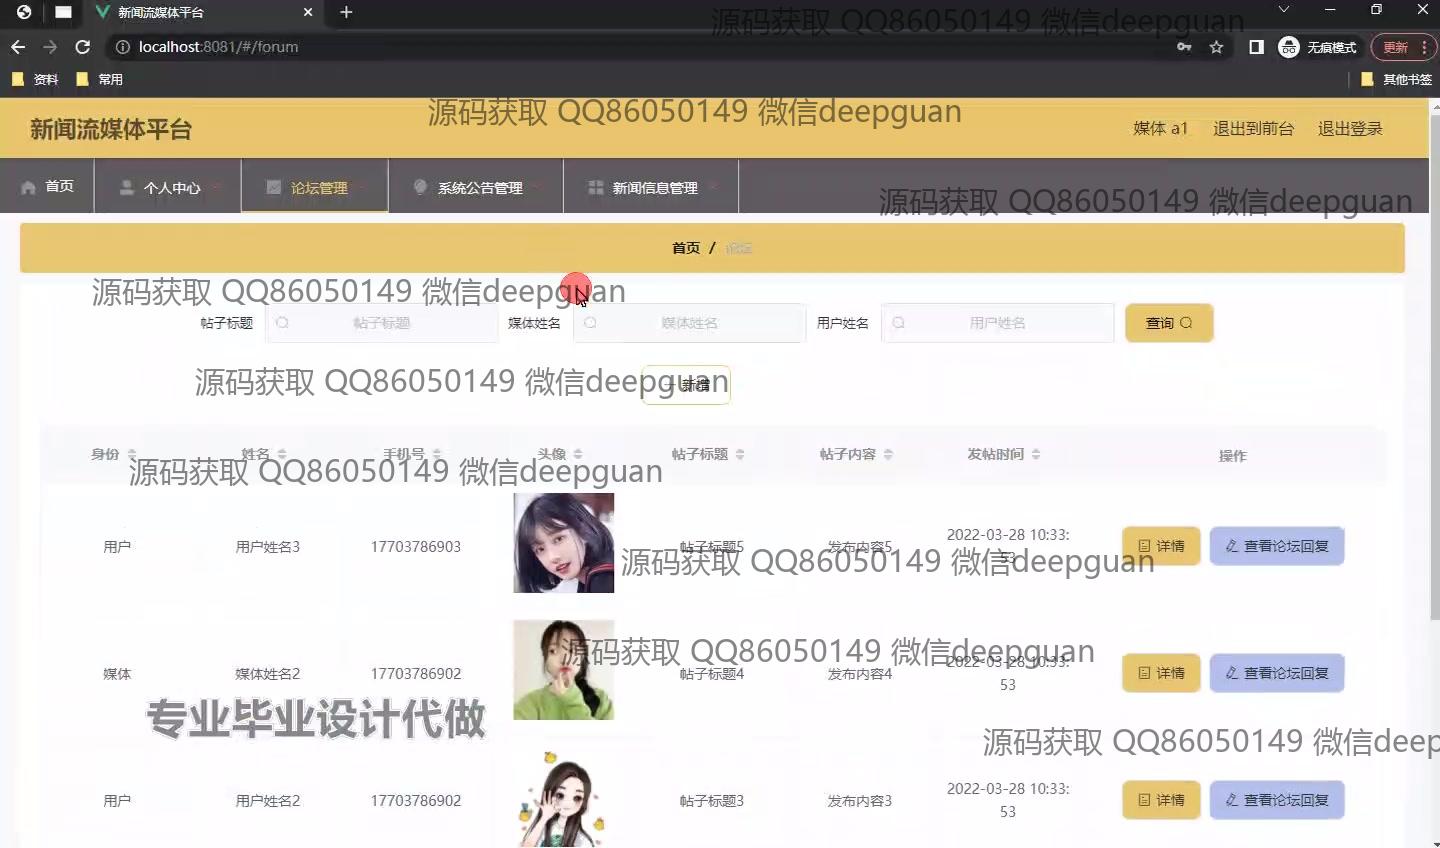 新闻流媒体平台
源码获取 QQ86050149 微信deepguan
localhost:8081/#/forum
无痕模式
更新
资料
常用
其他书签
源码获取 QQ86050149 微信deepguan
新闻流媒体平台
媒体 a1
退出到前台
退出登录
首页
个人中心
论坛管理
系统公告管理
新闻信息管理
源码获取 QQ86050149 微信deepguan
首页 / 论坛
源码获取 QQ86050149 微信deepguan
帖子标题 帖子标题
媒体姓名 媒体姓名
用户姓名 用户姓名
查询
源码获取 QQ86050149 微信deepguan
新增
身份 姓名 手机号 头像 帖子标题 帖子内容 发帖时间 操作
源码获取 QQ86050149 微信deepguan
用户 用户姓名3 17703786903 帖子标题5 发布内容5 2022-03-28 10:33:
53
详情 查看论坛回复
源码获取 QQ86050149 微信deepguan
源码获取 QQ86050149 微信deepguan
媒体 媒体姓名2 17703786902 帖子标题4 发布内容4 2022-03-28 10:33:
53
详情 查看论坛回复
专业毕业设计代做
源码获取 QQ86050149 微信deep
用户 用户姓名2 17703786902 帖子标题3 发布内容3 2022-03-28 10:33:
53
详情 查看论坛回复